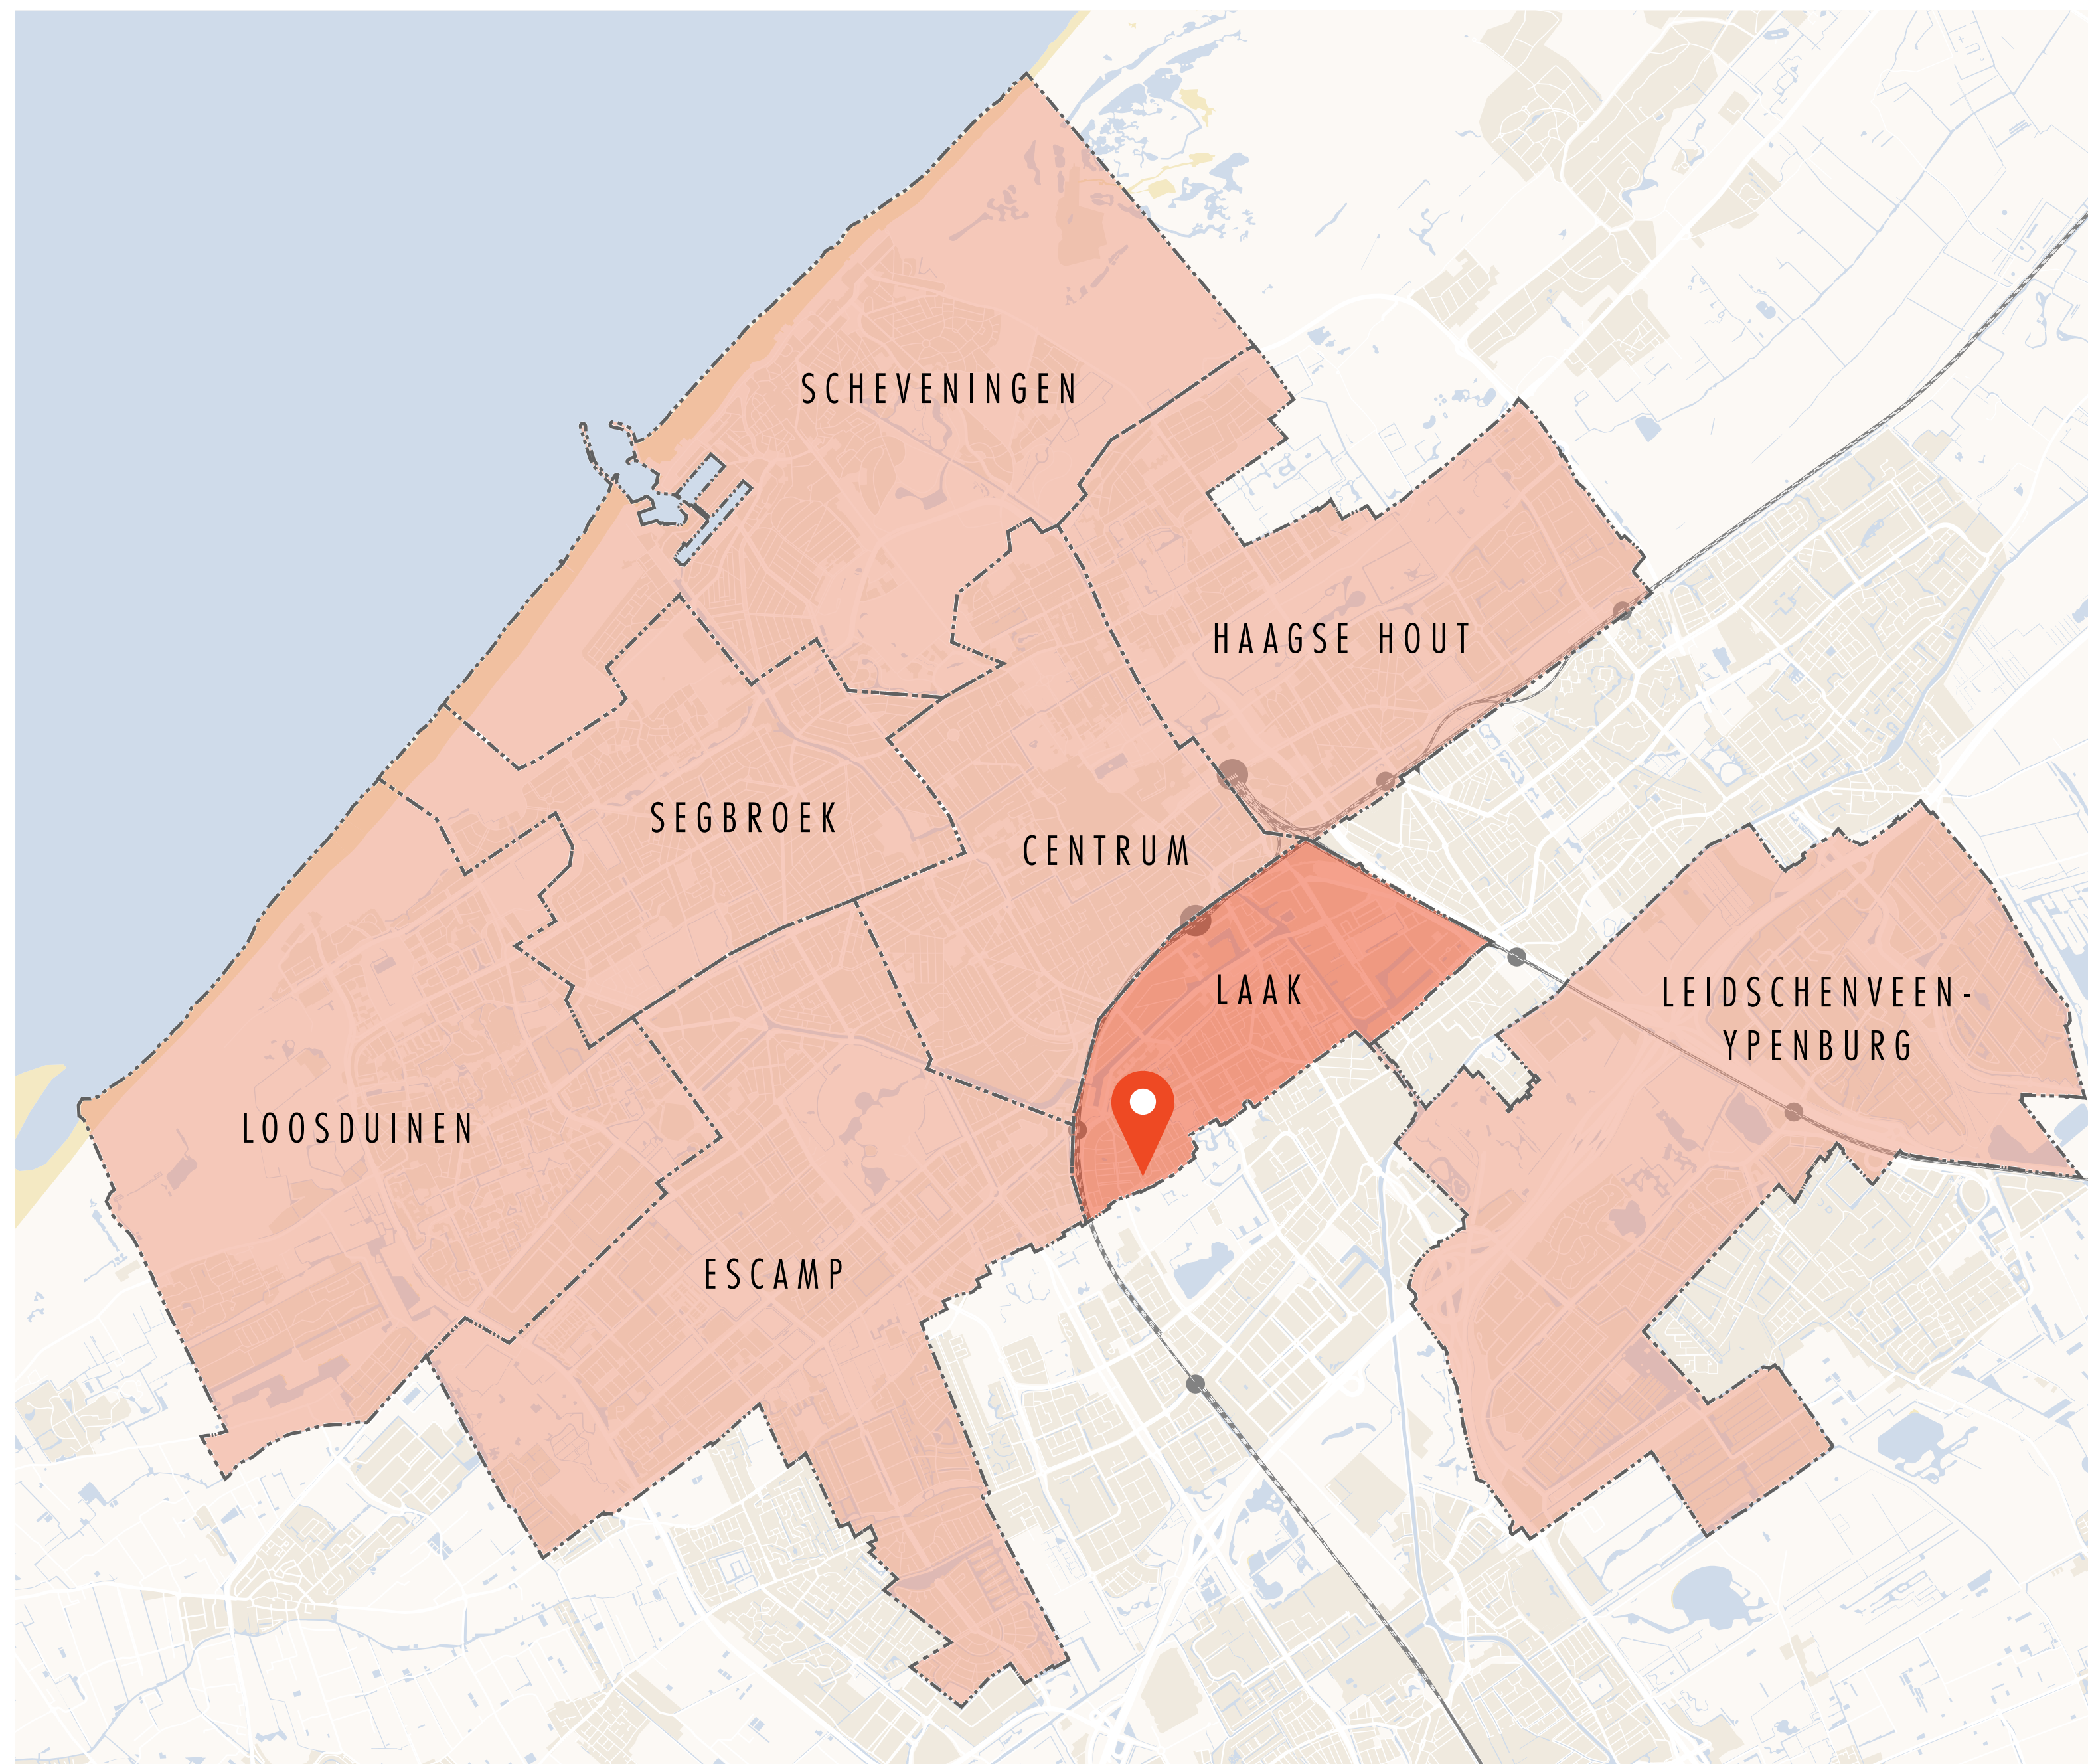 SCHEVENINGEN
HAAGSE HOUT
SEGBROEK
CENTRUM
LAAK
LEIDSCHENVEEN-
YPENBURG
LOOSDUINEN
ESCAMP